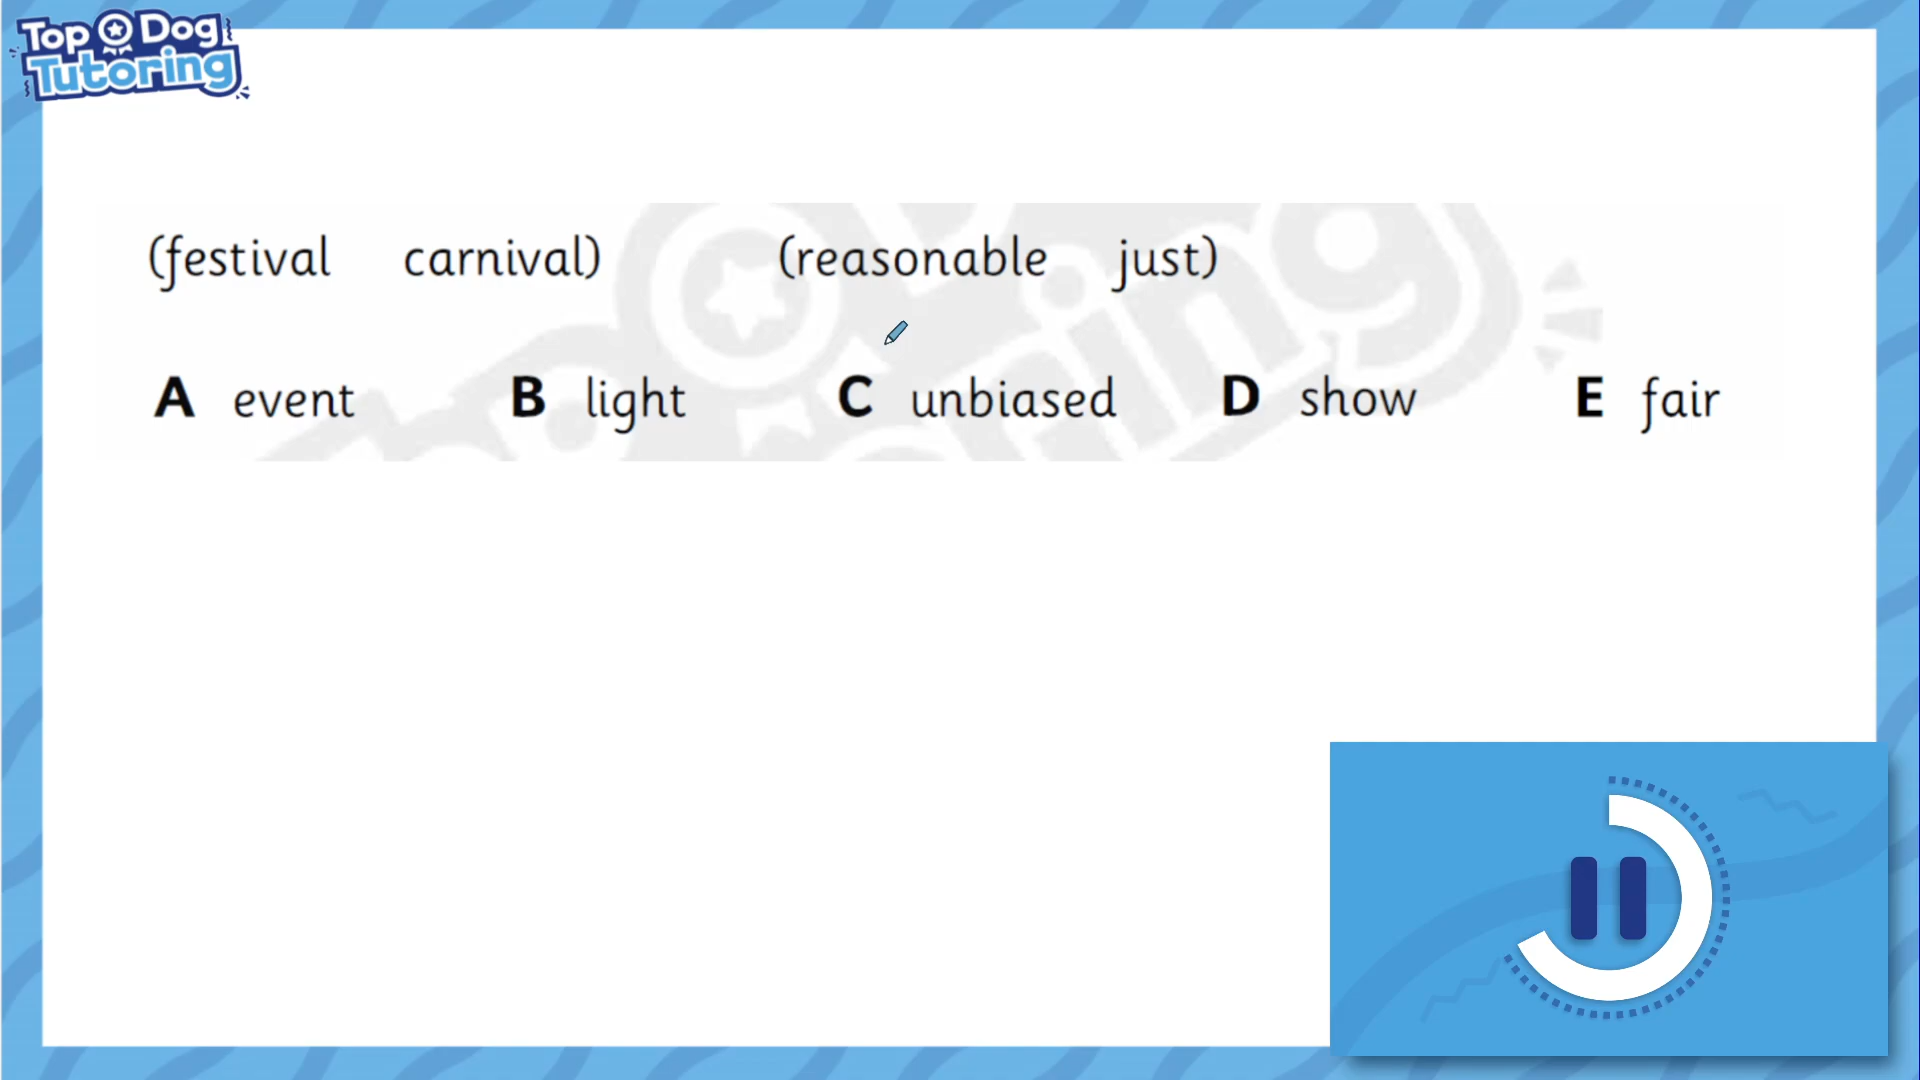 Top Dog
Tutoring
(festival carnival) (reasonable just)
A event B light C unbiased D show E fair